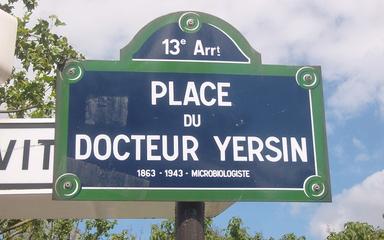 13e Arrt
PLACE
DU
DOCTEUR YERSIN
1863 - 1943 - MICROBIOLOGISTE
VIT